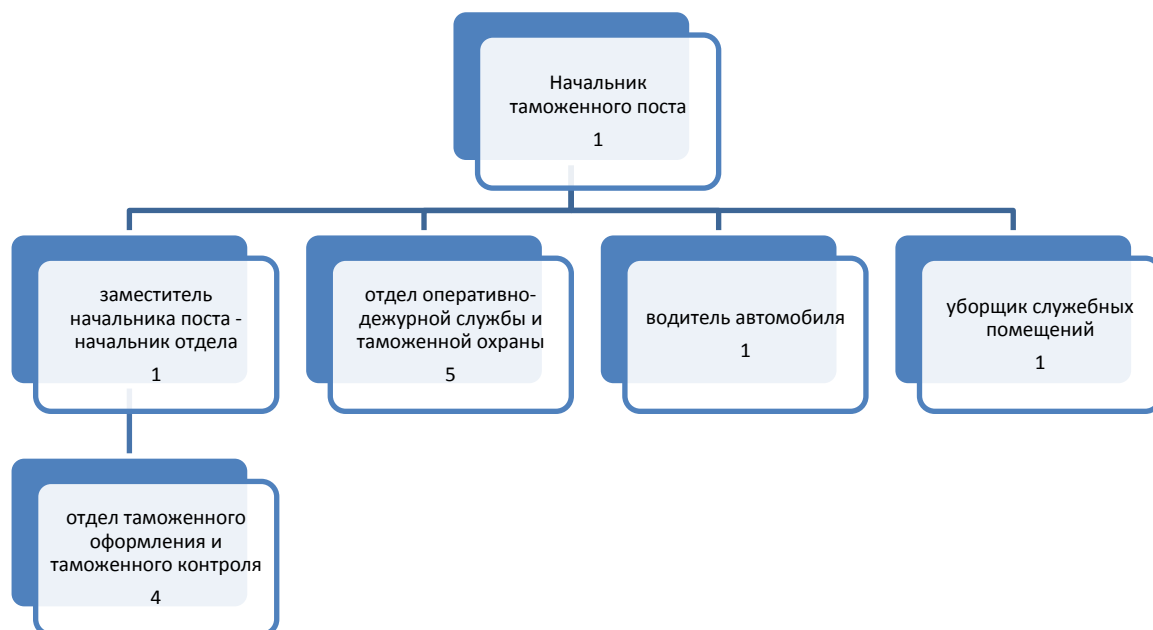 Начальник
таможенного поста
1
заместитель
начальника поста -
начальник отдела
1
отдел оперативно-
дежурной службы и
таможенной охраны
5
водитель автомобиля
1
уборщик служебных
помещений
1
отдел таможенного
оформления и
таможенного контроля
4